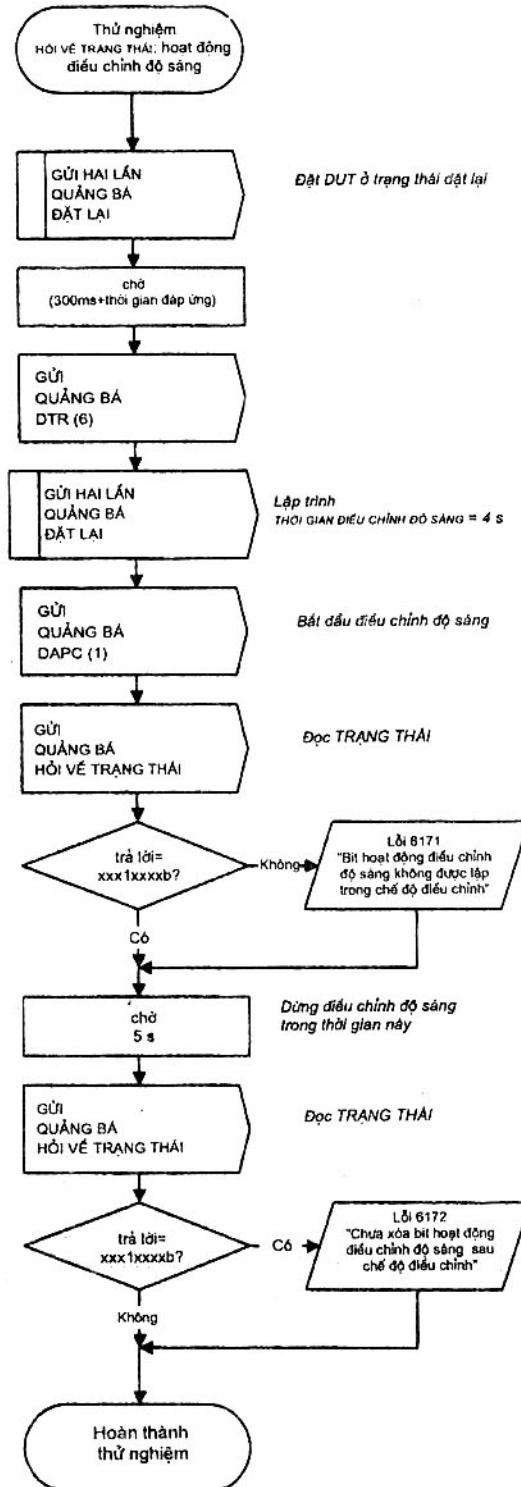 Thử nghiệm
HỎI VỀ TRẠNG THÁI: hoạt động
điều chỉnh độ sáng
GỬI HAI LẦN
QUẢNG BÁ
ĐẶT LẠI
Đặt DUT ở trạng thái đặt lại
chờ
(300ms+thời gian đáp ứng)
GỬI
QUẢNG BÁ
DTR (6)
GỬI HAI LẦN
QUẢNG BÁ
ĐẶT LẠI
Lập trình
THỜI GIAN ĐIỀU CHỈNH ĐỘ SÁNG = 4 s
GỬI
QUẢNG BÁ
DAPC (1)
Bắt đầu điều chỉnh độ sáng
GỬI
QUẢNG BÁ
HỎI VỀ TRẠNG THÁI
Đọc TRẠNG THÁI
trả lời=
xxx1xxxxb?
Không
Lỗi 6171
"Bit hoạt động điều chỉnh
độ sáng không được lập
trong chế độ điều chỉnh"
Có
chờ
5 s
Dừng điều chỉnh độ sáng
trong thời gian này
GỬI
QUẢNG BÁ
HỎI VỀ TRẠNG THÁI
Đọc TRẠNG THÁI
trả lời=
xxx1xxxxb?
Có
Lỗi 6172
"Chưa xóa bit hoạt động
điều chỉnh độ sáng sau
chế độ điều chỉnh"
Không
Hoàn thành
thử nghiệm